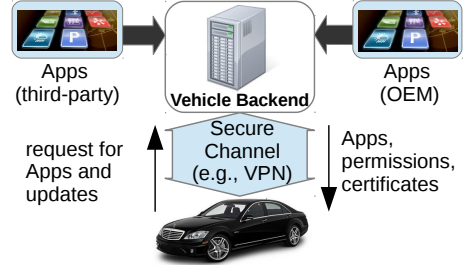 P
P
Apps
(third-party)
Vehicle Backend
Apps
(OEM)
request for
Apps and
updates
Secure
Channel
(e.g., VPN)
Apps,
permissions,
certificates